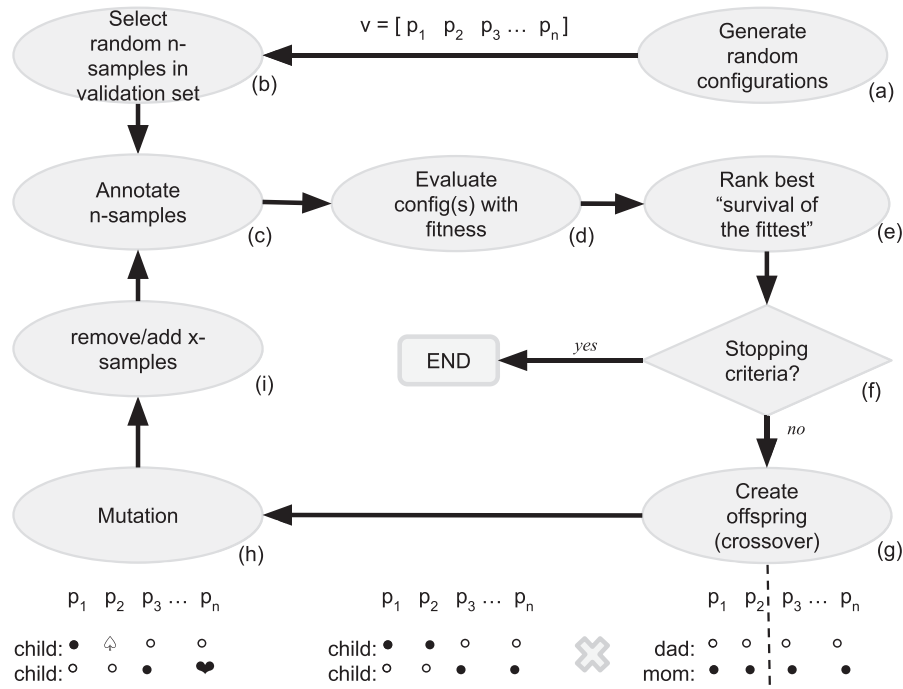 Select
random n-
samples in
validation set
(b)
v = [ p1 p2 p3 … pn ]
Generate
random
configurations
(a)
Annotate
n-samples
(c)
Evaluate
config(s) with
fitness
(d)
Rank best
“survival of
the fittest”
(e)
remove/add x-
samples
(i)
END
yes
Stopping
criteria?
(f)
no
Mutation
(h)
Create
offspring
(crossover)
(g)
p1 p2 p3 … pn
child:
child:
p1 p2 p3 … pn
child:
child:
p1 p2 p3 … pn
dad:
mom: